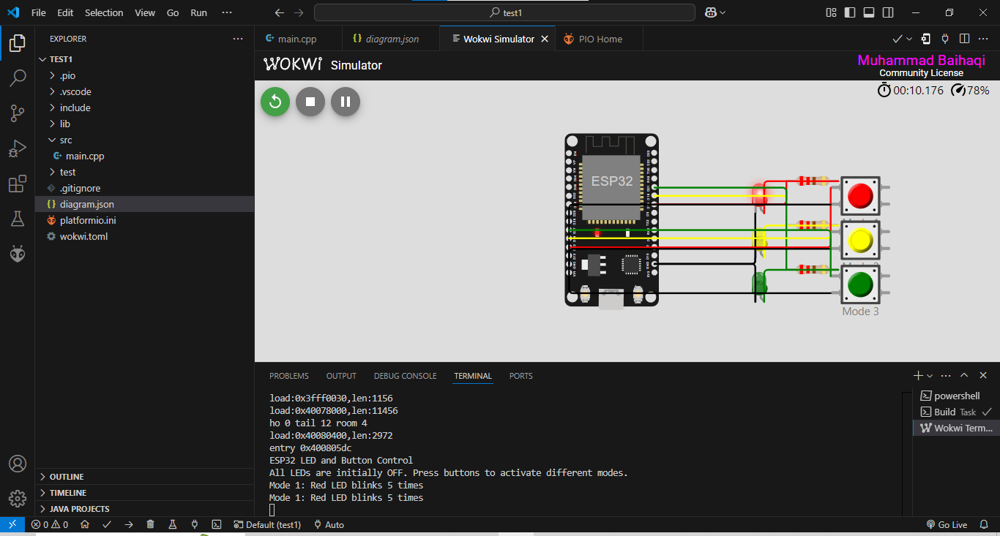 File Edit Selection View Go Run ··· test1
EXPLORER ···
TEST1
.pio
.vscode
include
lib
src
main.cpp
test
.gitignore
diagram.json
platformio.ini
wokwi.toml
OUTLINE
TIMELINE
JAVA PROJECTS
main.cpp diagram.json Wokwi Simulator PIO Home
WOKWI Simulator
Muhammad Baihaqi
Community License
00:10.176 78%
ESP32
Mode 3
PROBLEMS OUTPUT DEBUG CONSOLE TERMINAL PORTS
load:0x3fff0030,len:1156
load:0x40078000,len:11456
ho 0 tail 12 room 4
load:0x40080400,len:2972
entry 0x400805dc
ESP32 LED and Button Control
All LEDs are initially OFF. Press buttons to activate different modes.
Mode 1: Red LED blinks 5 times
Mode 1: Red LED blinks 5 times
powershell
Build Task
Wokwi Term...
0 0 Default (test1) Auto Go Live